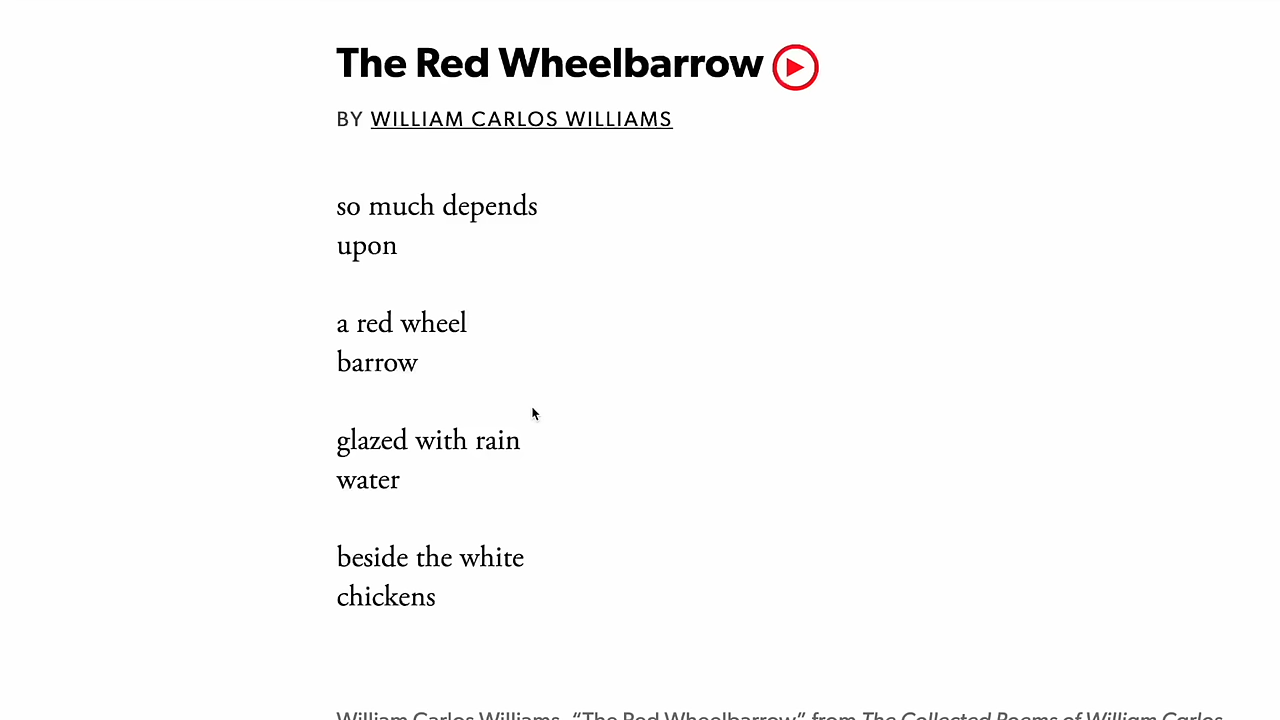 The Red Wheelbarrow
BY WILLIAM CARLOS WILLIAMS
so much depends
upon
a red wheel
barrow
glazed with rain
water
beside the white
chickens
William Carlos Williams, “The Red Wheelbarrow” from The Collected Poems of William Carlos